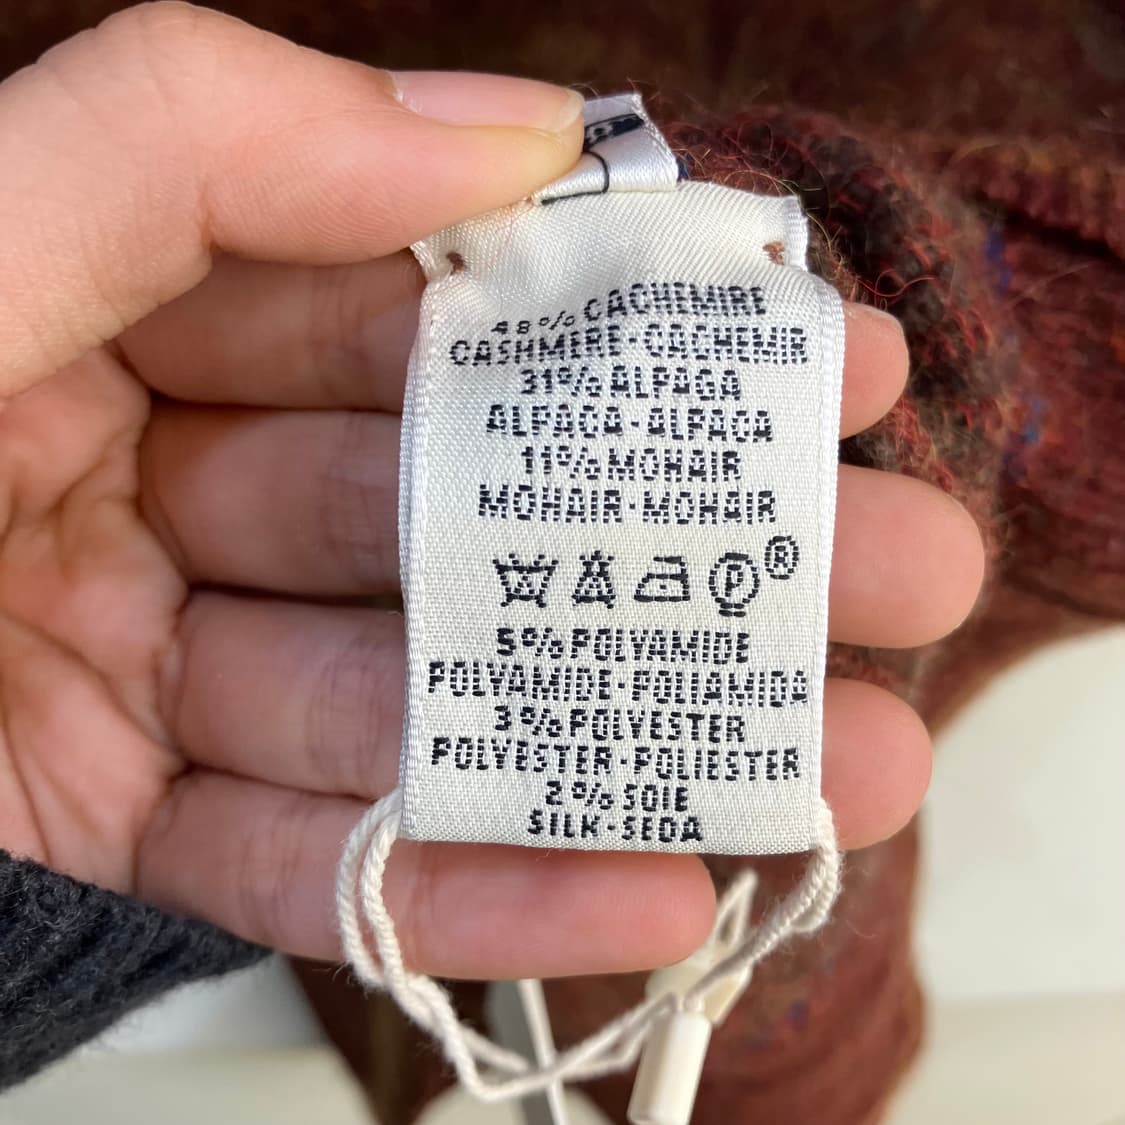 48% CACHEMIRE
CASHMERE·CACHEMIR
31% ALPAGA
ALPACA·ALPACA
11% MOHAIR
MOHAIR·MOHAIR
P ®
5% POLYAMIDE
POLYAMIDE·POLIAMIDA
3% POLYESTER
POLYESTER·POLIESTER
2% SOIE
SILK·SEDA